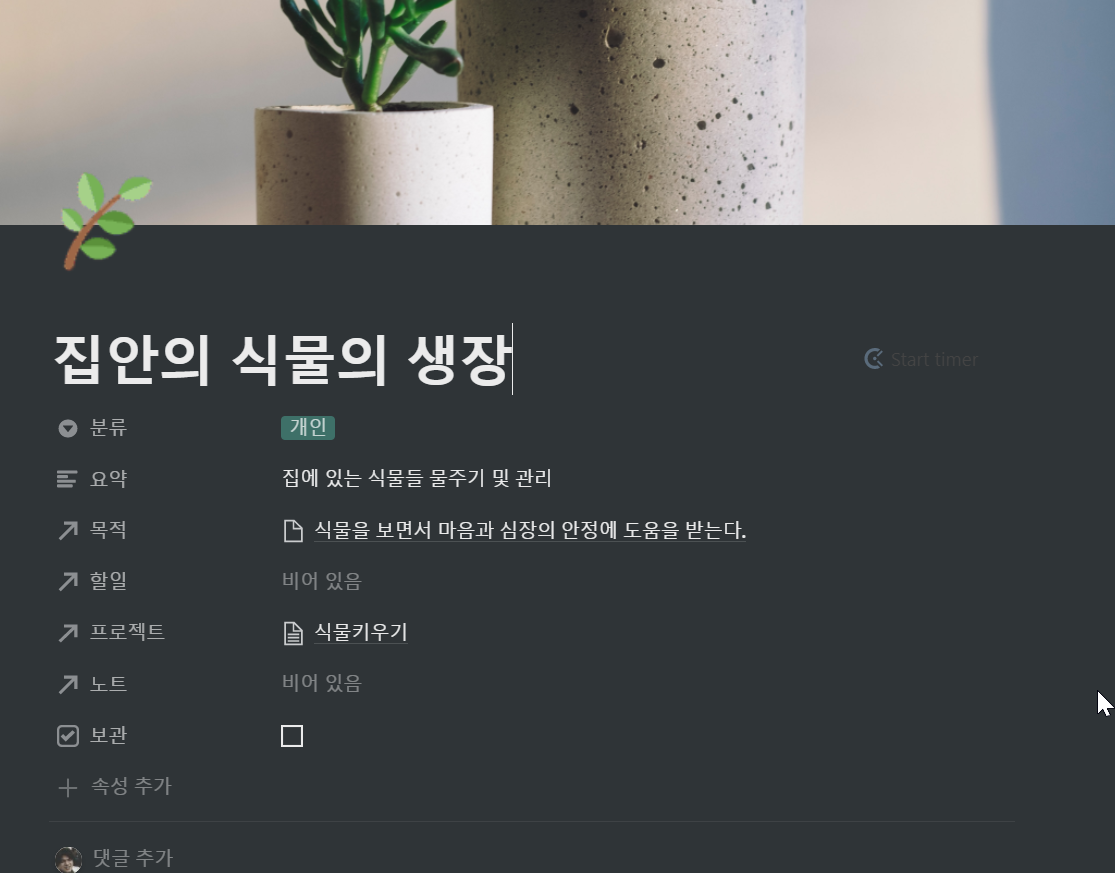 집안의 식물의 생장
Start timer
분류 개인
요약 집에 있는 식물들 물주기 및 관리
목적 식물을 보면서 마음과 심장의 안정에 도움을 받는다.
할일 비어 있음
프로젝트 식물키우기
노트 비어 있음
보관
속성 추가
댓글 추가